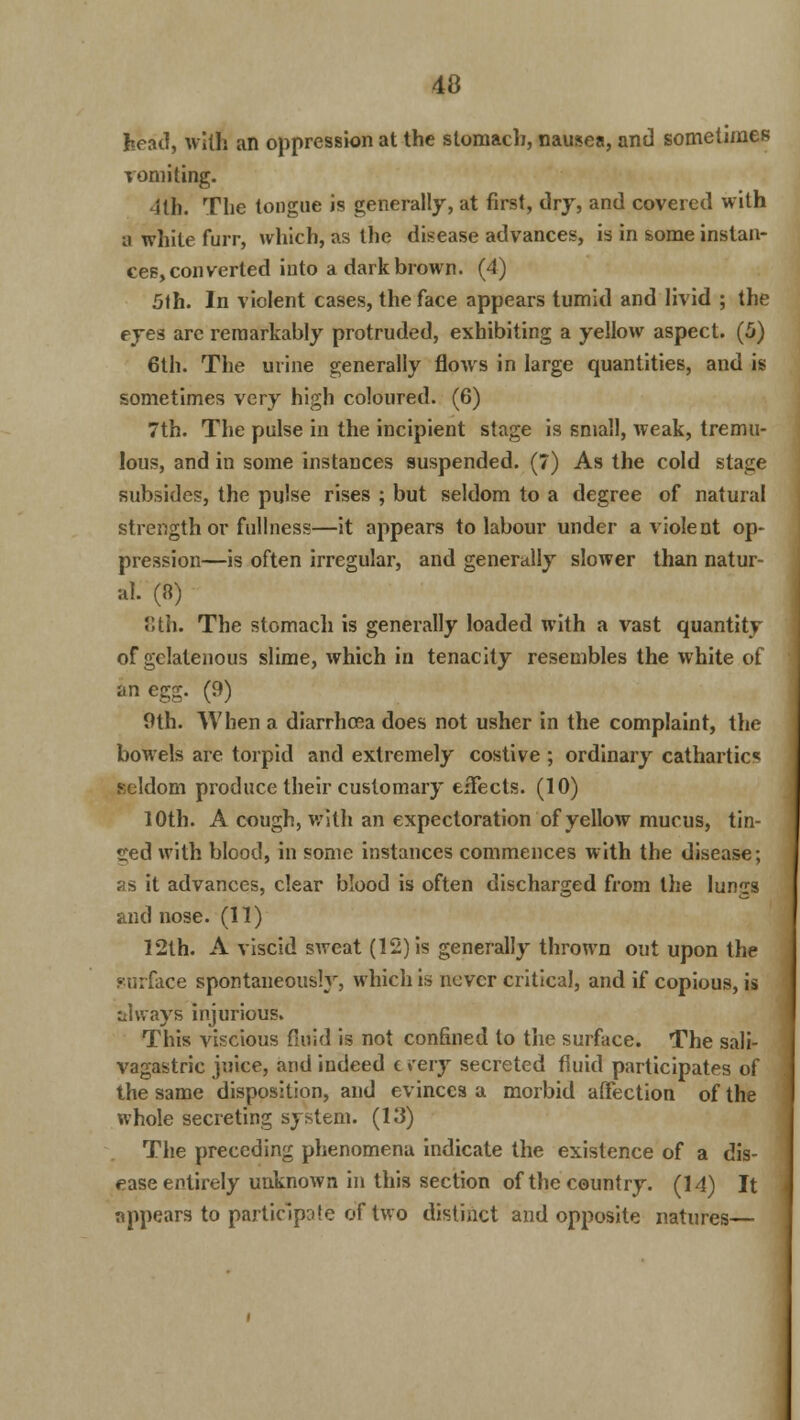 48
head, with an oppression at the stomach, nausea, and sometimes
vomiting.
4th. The tongue is generally, at first, dry, and covered with
a white furr, which, as the disease advances, is in some instan-
ces, converted into a dark brown. (4)
5th. In violent cases, the face appears tumid and livid ; the
eyes are remarkably protruded, exhibiting a yellow aspect. (5)
6th. The urine generally flows in large quantities, and is
sometimes very high coloured. (6)
7th. The pulse in the incipient stage is small, weak, tremu-
lous, and in some instances suspended. (7) As the cold stage
subsides, the pulse rises ; but seldom to a degree of natural
strength or fullness—it appears to labour under a violent op-
pression—is often irregular, and generally slower than natur-
al. (8)
8th. The stomach is generally loaded with a vast quantity
of gelatenous slime, which in tenacity resembles the white of
an egg. (9)
9th. When a diarrhœa does not usher in the complaint, the
bowels are torpid and extremely costive ; ordinary cathartics
seldom produce their customary effects. (10)
10th. A cough, with an expectoration of yellow mucus, tin-
ged with blood, in some instances commences with the disease;
as it advances, clear blood is often discharged from the lungs
and nose. (11)
12th. A viscid sweat (12) is generally thrown out upon the
surface spontaneously, which is never critical, and if copious, is
always injurious.
This viscious fluid is not confined to the surface. The sali-
vagastric juice, and indeed every secreted fluid participates of
the same disposition, and evinces a morbid affection of the
whole secreting system. (13)
The preceding phenomena indicate the existence of a dis-
ease entirely unknown in this section of the country. (14) It
appears to participate of two distinct and opposite natures—